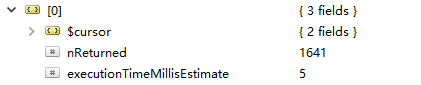 [0] { 3 fields }
$cursor { 2 fields }
nReturned 1641
executionTimeMillisEstimate 5